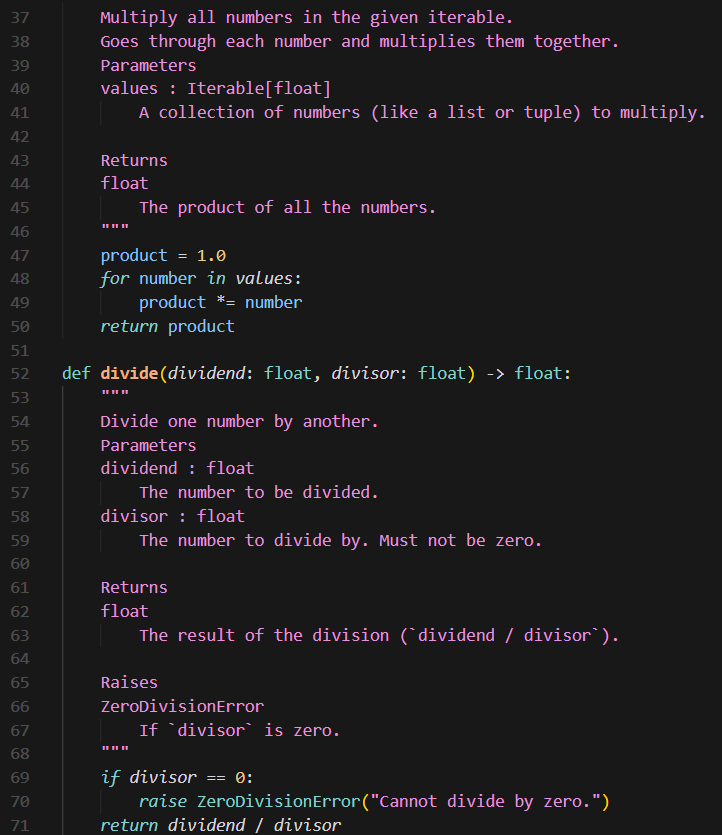 37 Multiply all numbers in the given iterable.
38 Goes through each number and multiplies them together.
39 Parameters
40 values : Iterable[float]
41 A collection of numbers (like a list or tuple) to multiply.
42
43 Returns
44 float
45 The product of all the numbers.
46 """
47 product = 1.0
48 for number in values:
49 product *= number
50 return product
51
52 def divide(dividend: float, divisor: float) -> float:
53 """
54 Divide one number by another.
55 Parameters
56 dividend : float
57 The number to be divided.
58 divisor : float
59 The number to divide by. Must not be zero.
60
61 Returns
62 float
63 The result of the division (`dividend / divisor`).
64
65 Raises
66 ZeroDivisionError
67 If `divisor` is zero.
68 """
69 if divisor == 0:
70 raise ZeroDivisionError("Cannot divide by zero.")
71 return dividend / divisor